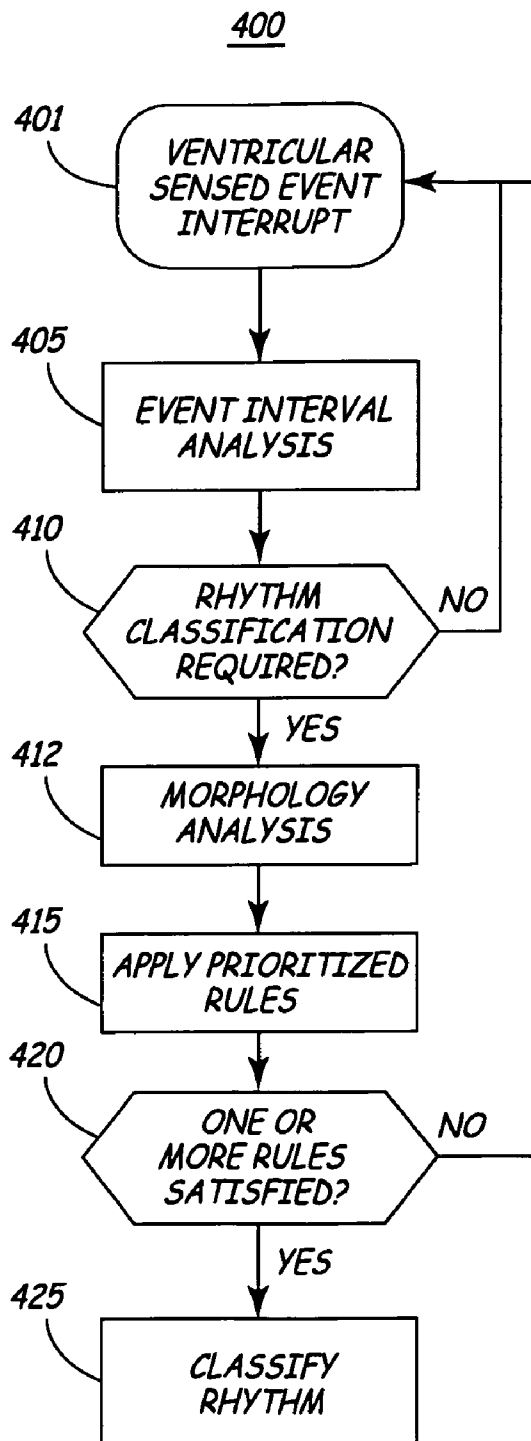 400
401
VENTRICULAR
SENSED EVENT
INTERRUPT
405
EVENT INTERVAL
ANALYSIS
410
RHYTHM
CLASSIFICATION
REQUIRED?
NO
YES
412
MORPHOLOGY
ANALYSIS
415
APPLY PRIORITIZED
RULES
420
ONE OR
MORE RULES
SATISFIED?
NO
YES
425
CLASSIFY
RHYTHM